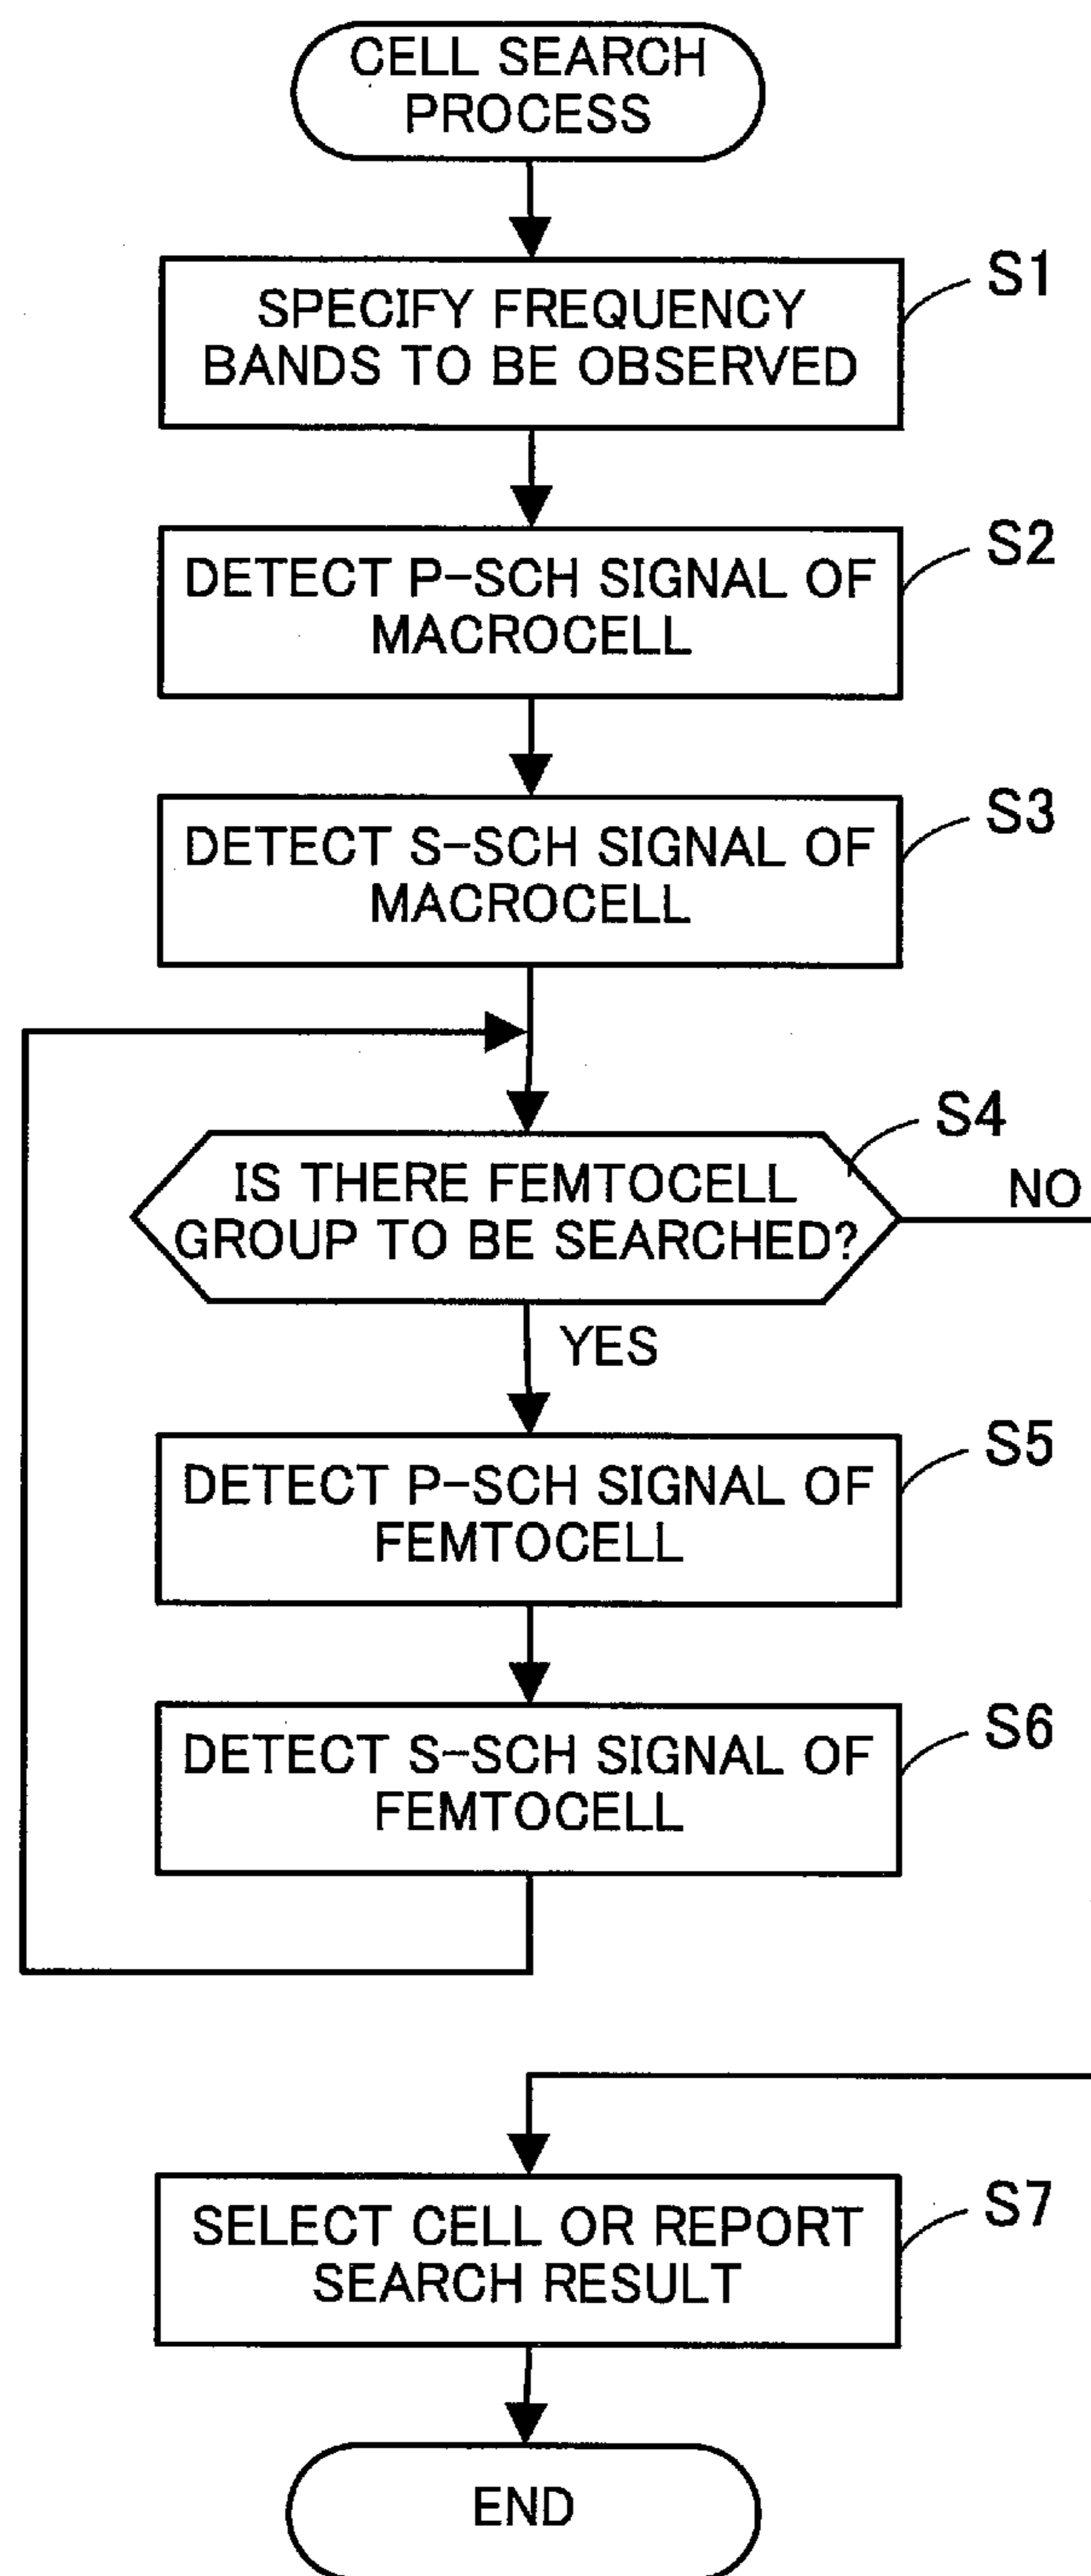 CELL SEARCH
PROCESS
SPECIFY FREQUENCY
BANDS TO BE OBSERVED
S1
DETECT P-SCH SIGNAL OF
MACROCELL
S2
DETECT S-SCH SIGNAL OF
MACROCELL
S3
IS THERE FEMTOCELL
GROUP TO BE SEARCHED?
S4
NO
YES
DETECT P-SCH SIGNAL OF
FEMTOCELL
S5
DETECT S-SCH SIGNAL OF
FEMTOCELL
S6
SELECT CELL OR REPORT
SEARCH RESULT
S7
END